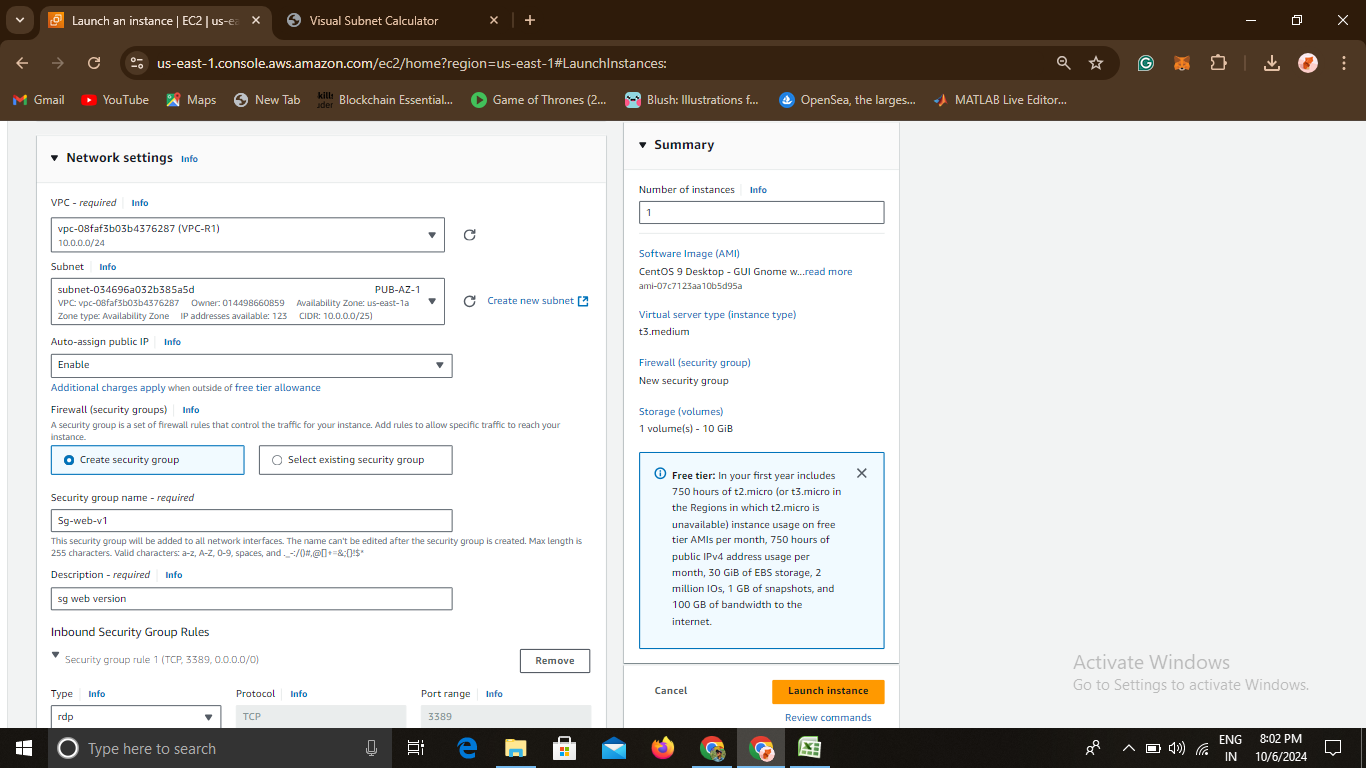 Launch an instance | EC2 | us-ea
Visual Subnet Calculator
us-east-1.console.aws.amazon.com/ec2/home?region=us-east-1#LaunchInstances:
Gmail YouTube Maps New Tab Blockchain Essential... Game of Thrones (2... Blush: Illustrations f... OpenSea, the larges... MATLAB Live Editor...
Network settings Info
VPC - required Info
vpc-08faf3b03b4376287 (VPC-R1)
10.0.0.0/24
Subnet Info
subnet-034696a032b385a5d PUB-AZ-1
VPC: vpc-08faf3b03b4376287 Owner: 014498660859 Availability Zone: us-east-1a
Zone type: Availability Zone IP addresses available: 123 CIDR: 10.0.0.0/25)
Create new subnet
Auto-assign public IP Info
Enable
Additional charges apply when outside of free tier allowance
Firewall (security groups) Info
A security group is a set of firewall rules that control the traffic for your instance. Add rules to allow specific traffic to reach your
instance.
Create security group
Select existing security group
Security group name - required
Sg-web-v1
This security group will be added to all network interfaces. The name can't be edited after the security group is created. Max length is
255 characters. Valid characters: a-z, A-Z, 0-9, spaces, and ._-:/()#,@[]+=&;{}!$*
Description - required Info
sg web version
Inbound Security Group Rules
Security group rule 1 (TCP, 3389, 0.0.0.0/0)
Remove
Type Info
Protocol Info
Port range Info
rdp
TCP
3389
Summary
Number of instances Info
1
Software Image (AMI)
CentOS 9 Desktop - GUI Gnome w...read more
ami-07c7123aa10b5d95a
Virtual server type (instance type)
t3.medium
Firewall (security group)
New security group
Storage (volumes)
1 volume(s) - 10 GiB
Free tier: In your first year includes
750 hours of t2.micro (or t3.micro in
the Regions in which t2.micro is
unavailable) instance usage on free
tier AMIs per month, 750 hours of
public IPv4 address usage per
month, 30 GiB of EBS storage, 2
million IOs, 1 GB of snapshots, and
100 GB of bandwidth to the
internet.
Cancel
Launch instance
Review commands
Activate Windows
Go to Settings to activate Windows.
Type here to search
ENG
IN
8:02 PM
10/6/2024